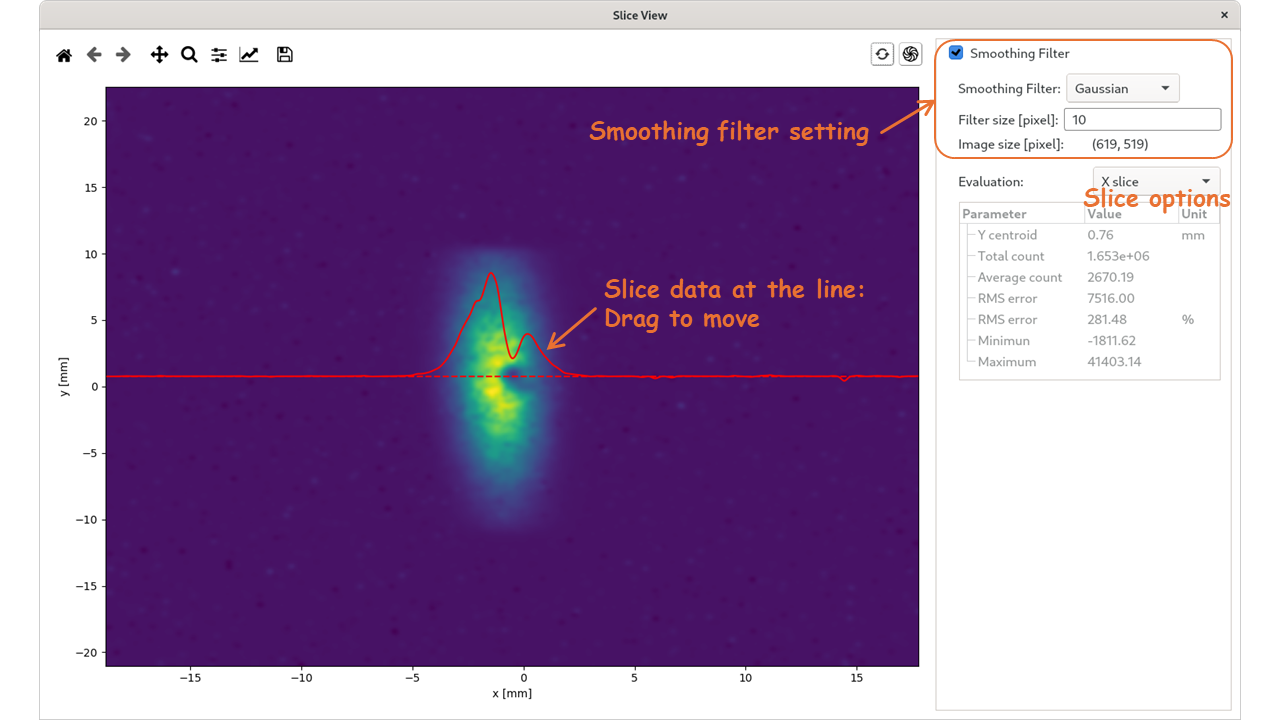 Slice View
×
Smoothing Filter
Smoothing Filter: Gaussian
Filter size [pixel]: 10
Image size [pixel]: (619, 519)
Smoothing filter setting
Evaluation: X slice
Slice options
Parameter Value Unit
Y centroid 0.76 mm
Total count 1.653e+06
Average count 2670.19
RMS error 7516.00
RMS error 281.48 %
Minimun -1811.62
Maximum 41403.14
Slice data at the line:
Drag to move
y [mm]
20
15
10
5
0
−5
−10
−15
−20
−15 −10 −5 0 5 10 15
x [mm]